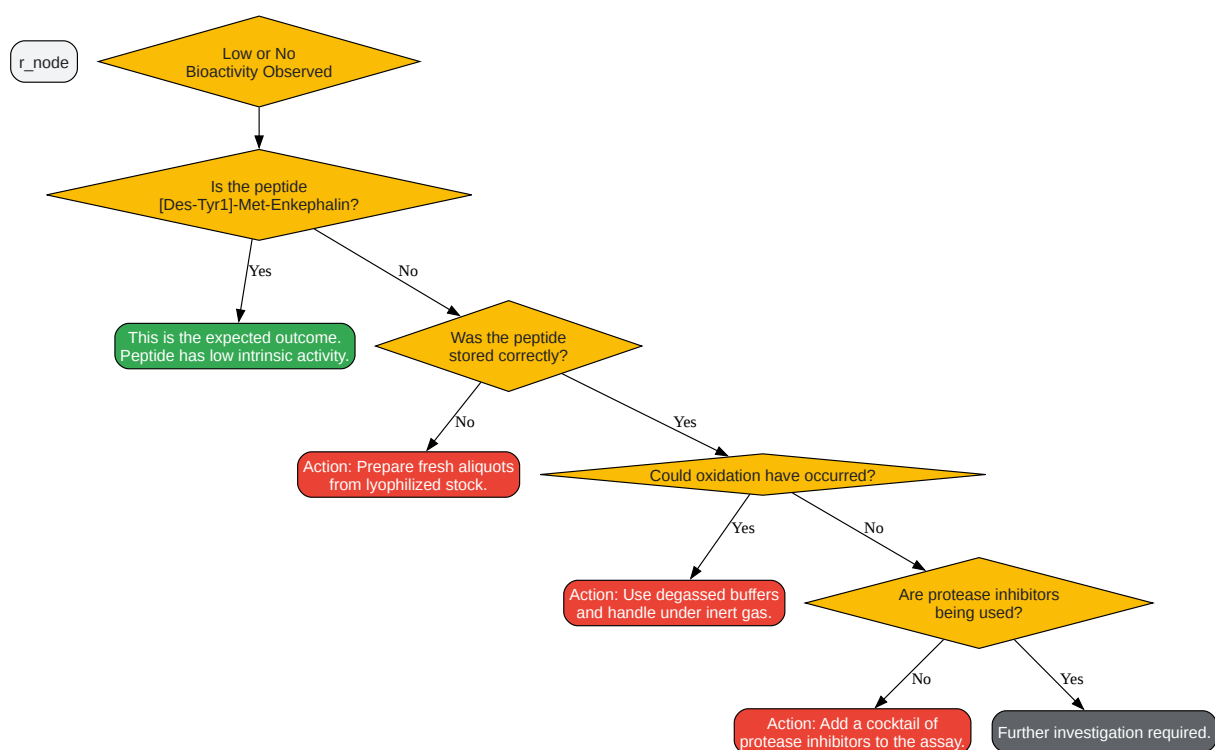 r_node
Low or No
Bioactivity Observed
Is the peptide
[Des-Tyr1]-Met-Enkephalin?
Yes
No
This is the expected outcome.
Peptide has low intrinsic activity.
Was the peptide
stored correctly?
No
Yes
Action: Prepare fresh aliquots
from lyophilized stock.
Could oxidation have occurred?
Yes
No
Action: Use degassed buffers
and handle under inert gas.
Are protease inhibitors
being used?
No
Yes
Action: Add a cocktail of
protease inhibitors to the assay.
Further investigation required.